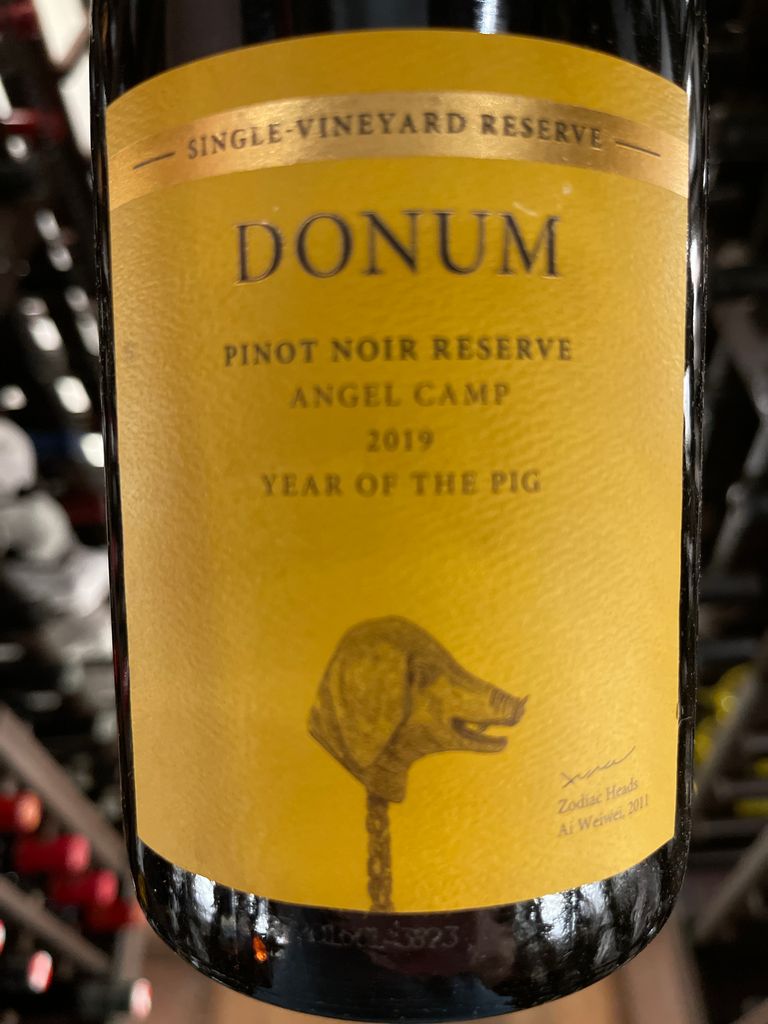 — SINGLE-VINEYARD RESERVE —
DONUM
PINOT NOIR RESERVE
ANGEL CAMP
2019
YEAR OF THE PIG
Zodiac Heads
Ai Weiwei, 2011